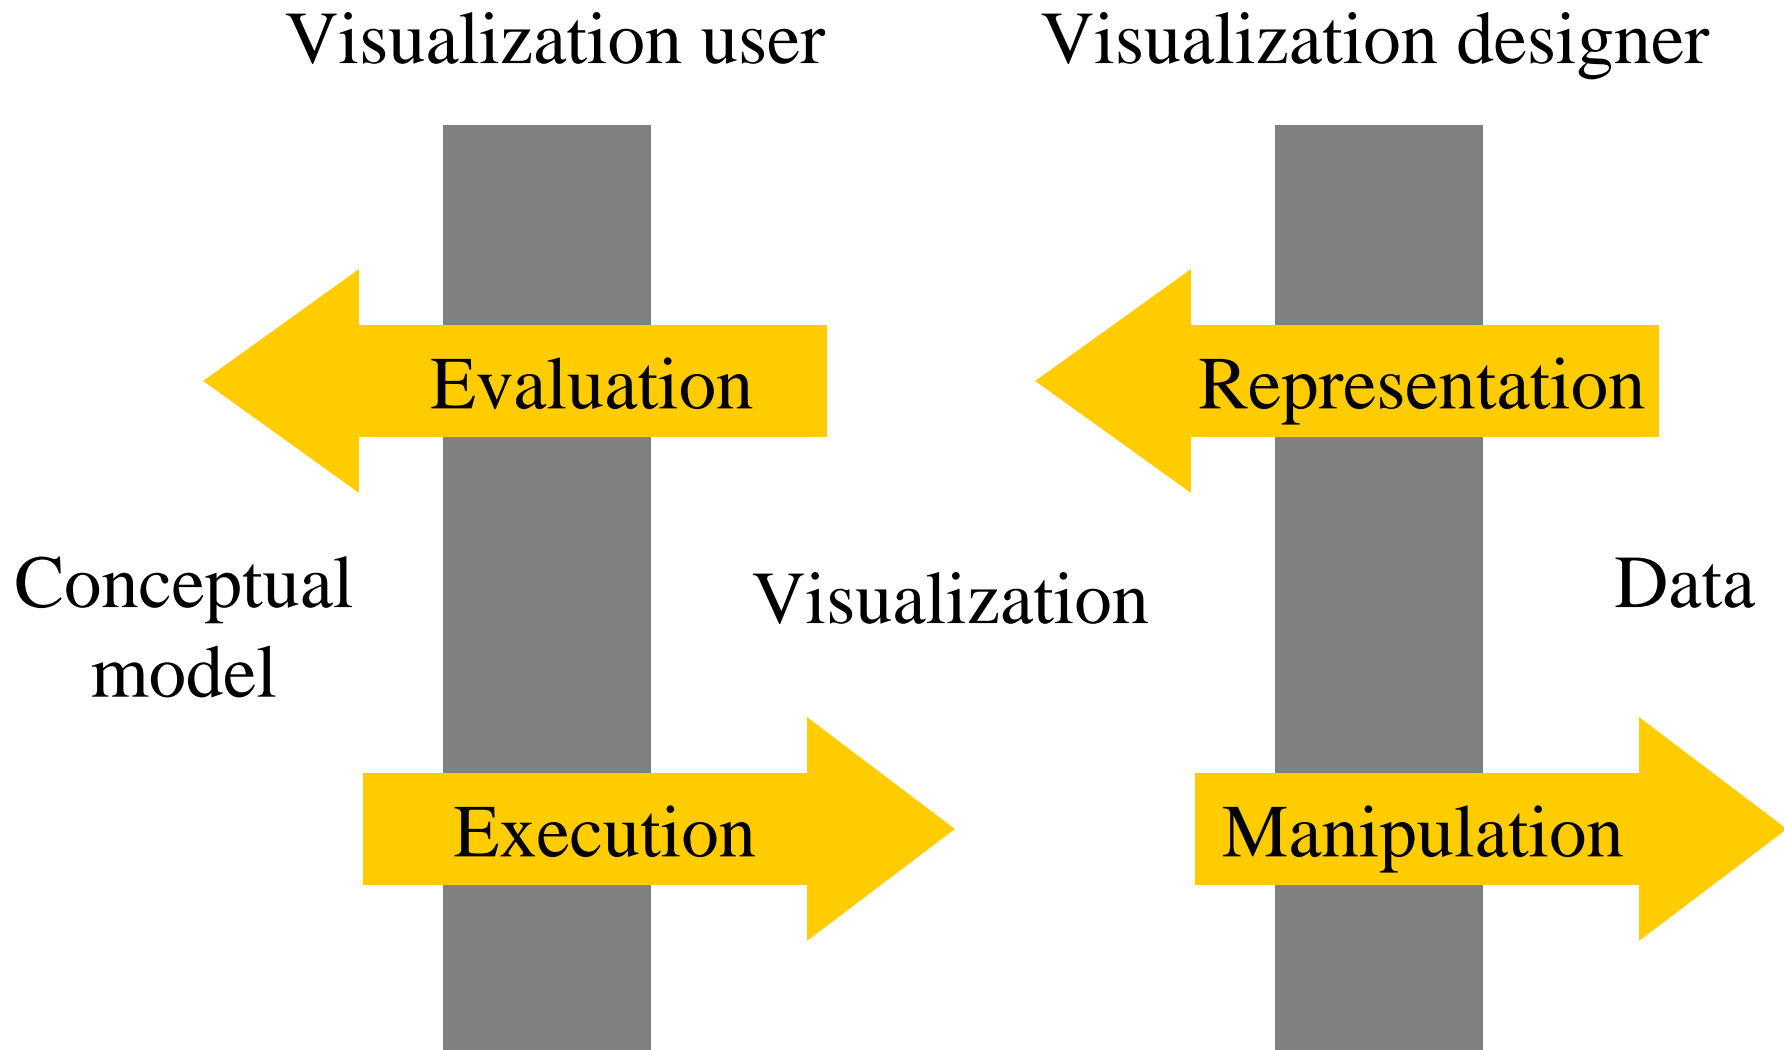 Visualization user
Visualization designer
Evaluation
Representation
Conceptual
model
Visualization
Data
Execution
Manipulation